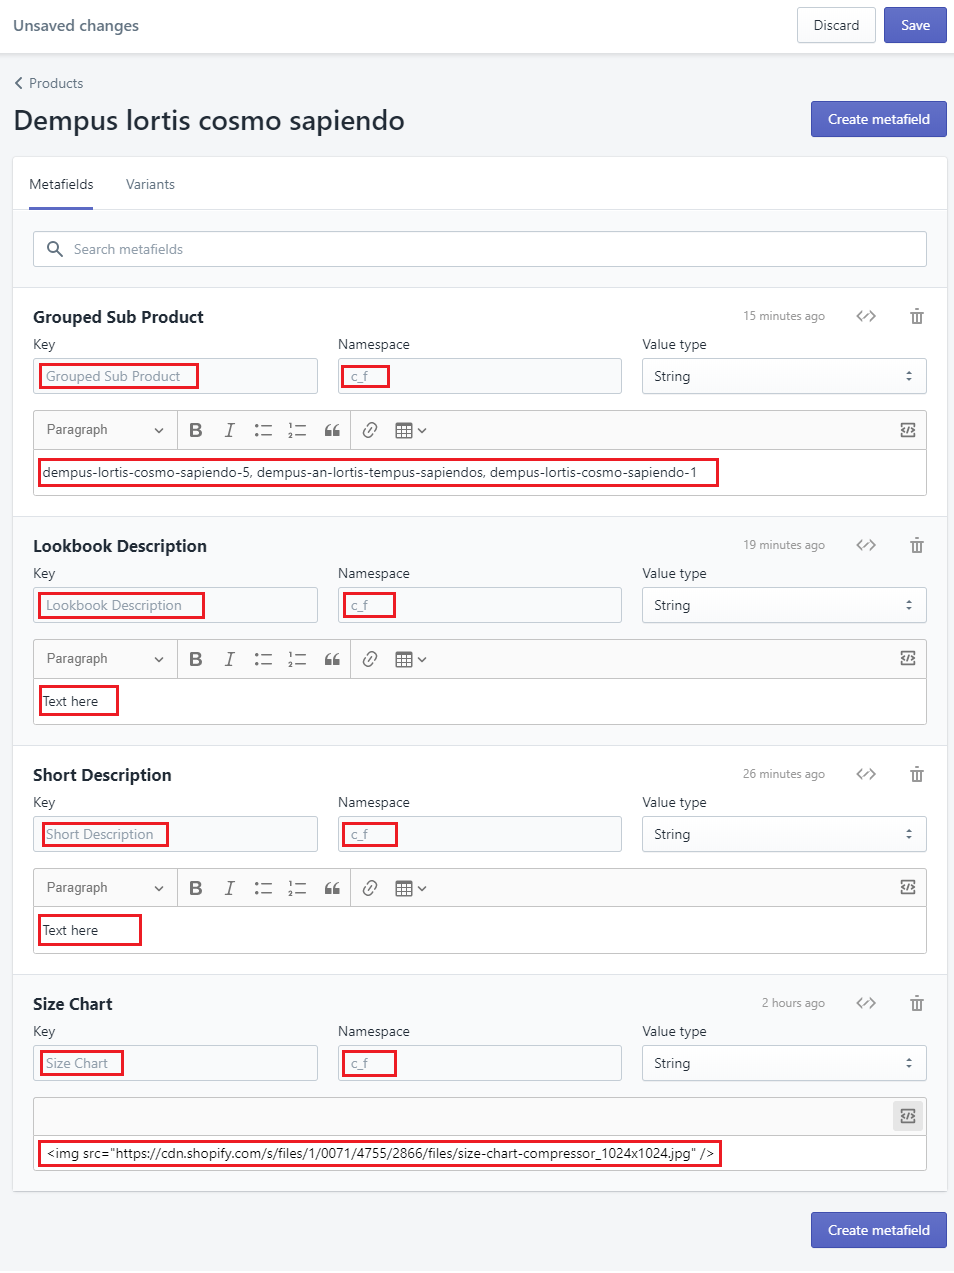 Unsaved changes Discard Save
Products
Dempus lortis cosmo sapiendo Create metafield
Metafields Variants
Search metafields
Grouped Sub Product 15 minutes ago
Key Namespace Value type
Grouped Sub Product c_f String
Paragraph B I
dempus-lortis-cosmo-sapiendo-5, dempus-an-lortis-tempus-sapiendos, dempus-lortis-cosmo-sapiendo-1
Lookbook Description 19 minutes ago
Key Namespace Value type
Lookbook Description c_f String
Paragraph B I
Text here
Short Description 26 minutes ago
Key Namespace Value type
Short Description c_f String
Paragraph B I
Text here
Size Chart 2 hours ago
Key Namespace Value type
Size Chart c_f String
<img src="https://cdn.shopify.com/s/files/1/0071/4755/2866/files/size-chart-compressor_1024x1024.jpg" />
Create metafield